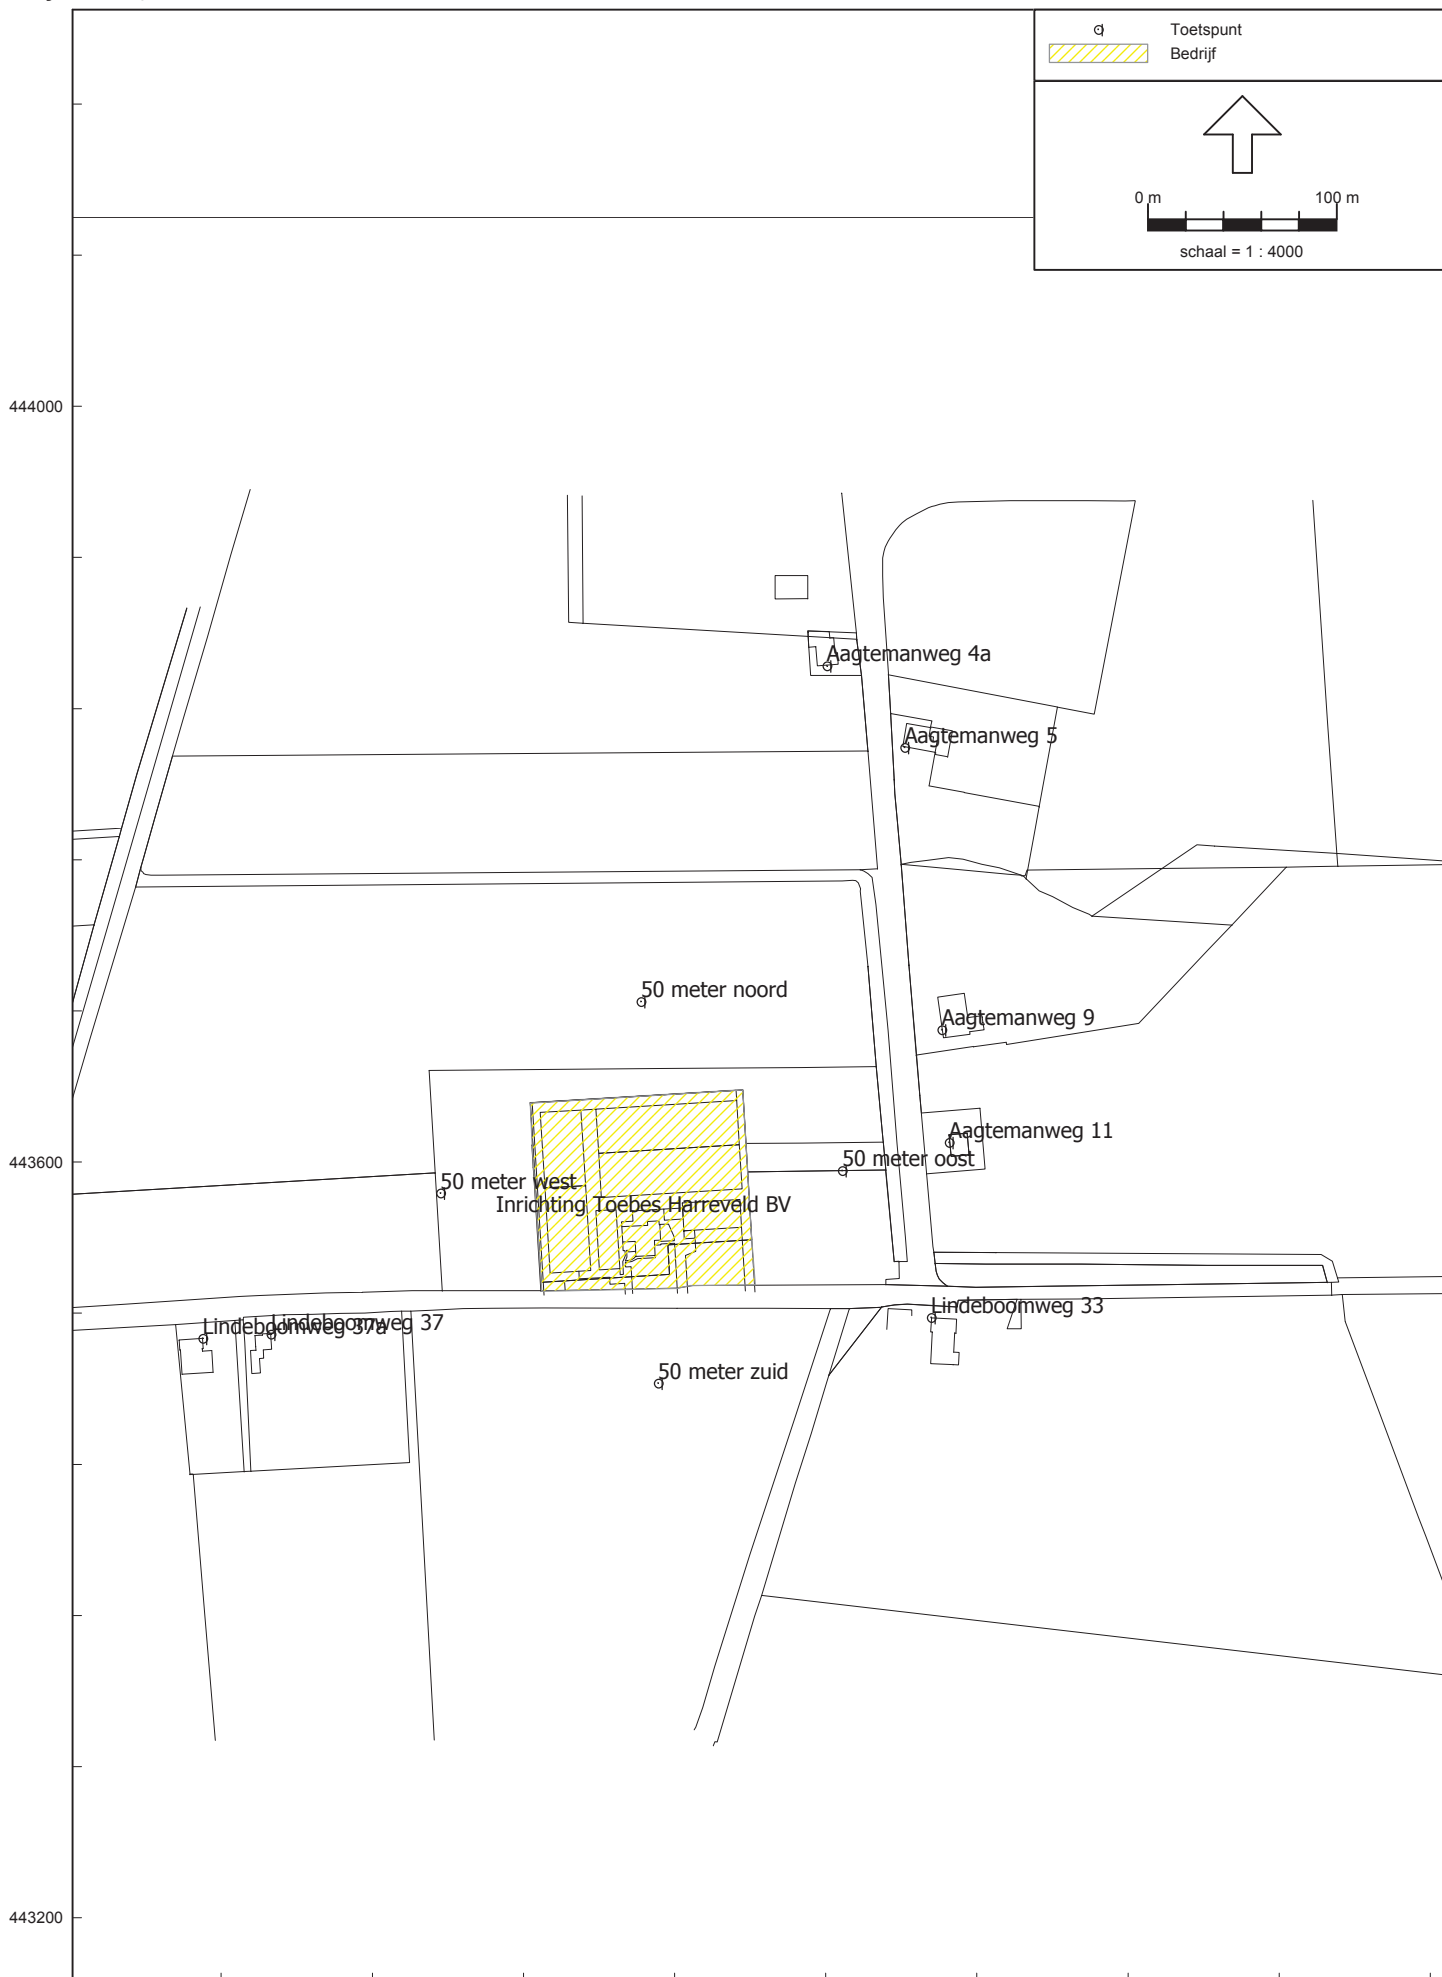 Toetspunt
Bedrijf
0 m 100 m
schaal = 1 : 4000
444000
Aagtemanweg 4a
Aagtemanweg 5
50 meter noord
Aagtemanweg 9
Aagtemanweg 11
443600
50 meter oost
50 meter west
Inrichting Toebes Harreveld BV
Lindeboomweg 33
Lindeboomweg 37
Lindeboomweg 37a
50 meter zuid
443200